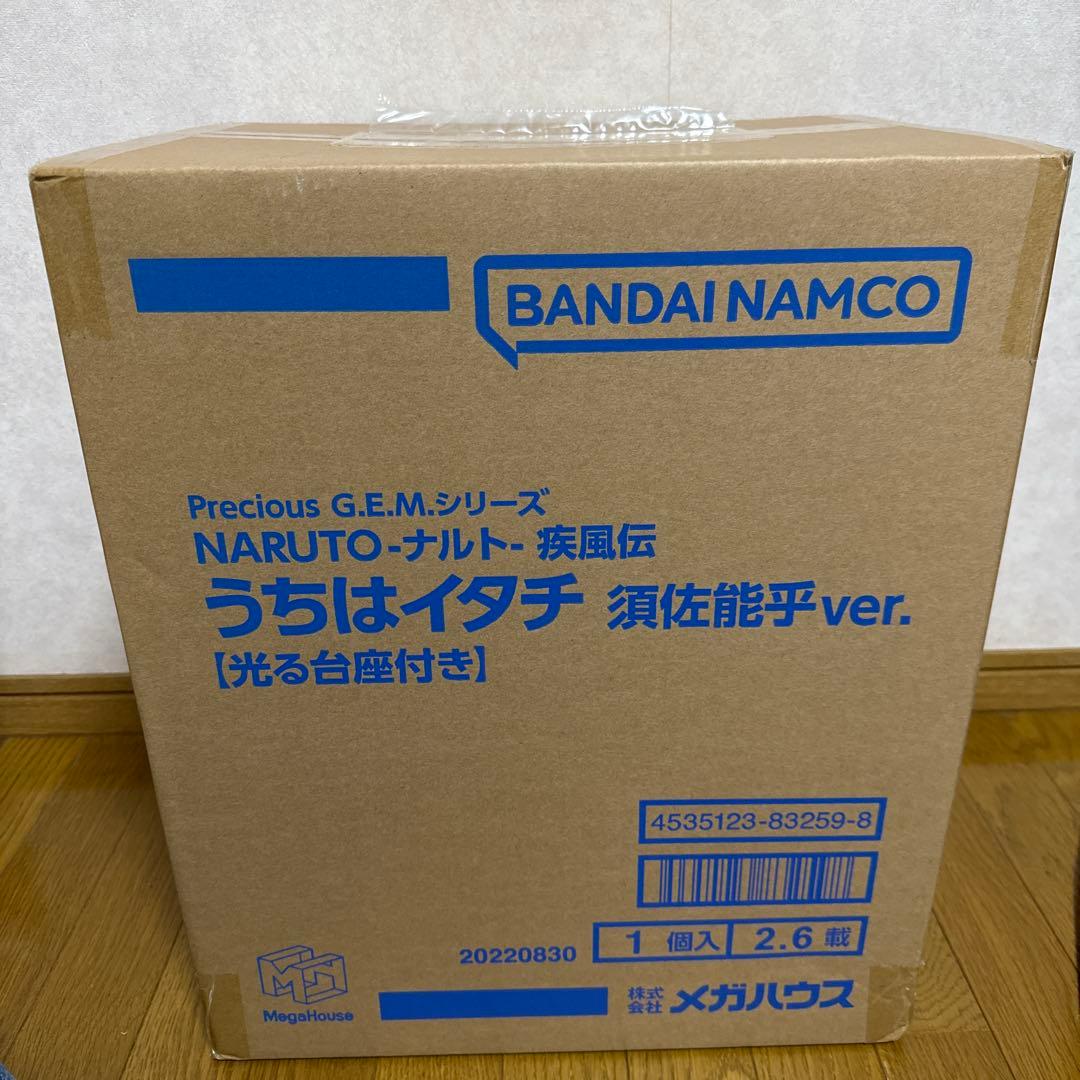 BANDAI NAMCO
Precious G.E.M.シリーズ
NARUTO-ナルト- 疾風伝
うちはイタチ 須佐能乎ver.
【光る台座付き】
4535123-83259-8
20220830 1 個入 2.6 載
MegaHouse
株式会社 メガハウス